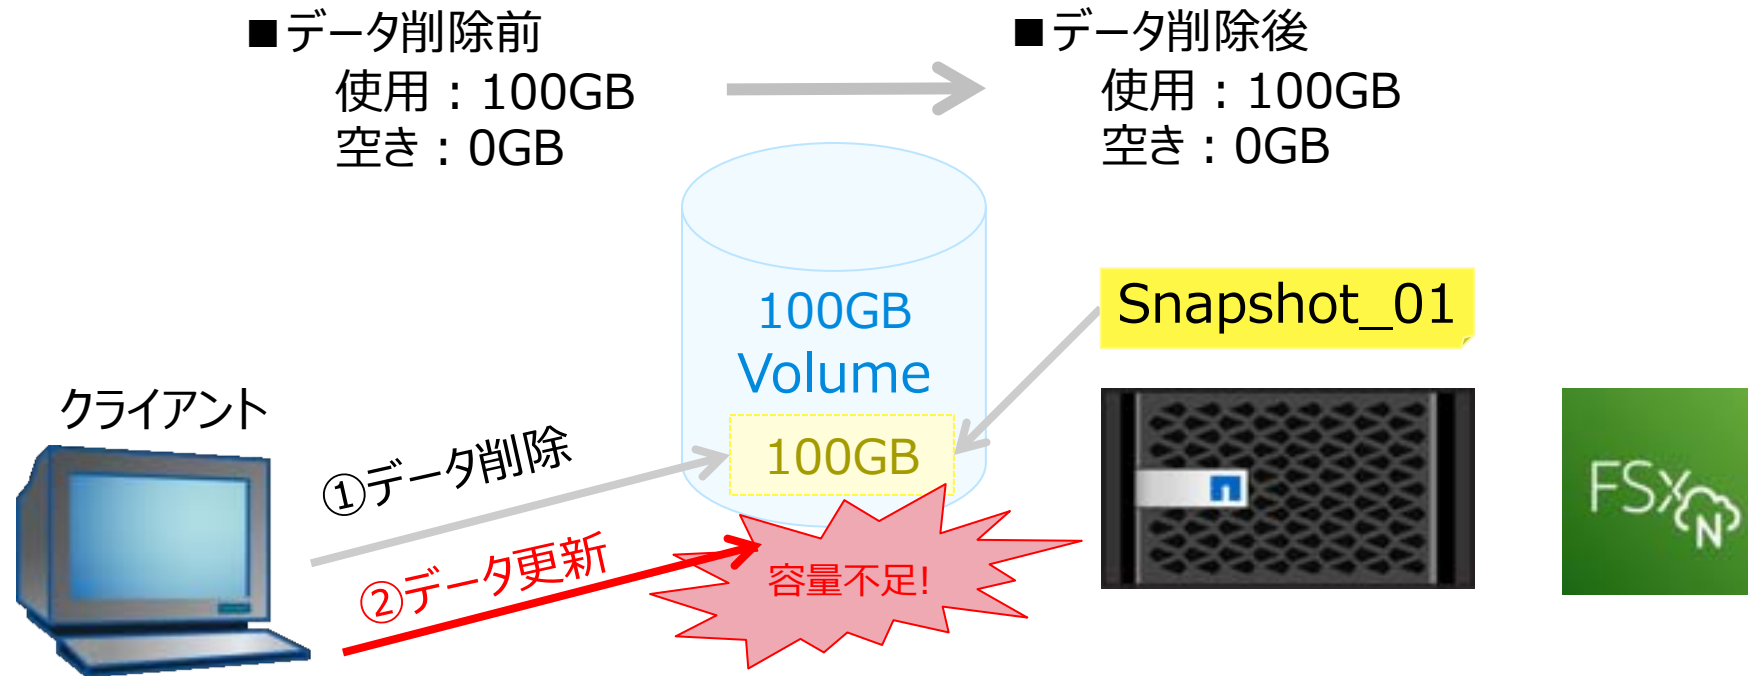 ■データ削除前
使用：100GB
空き：0GB
■データ削除後
使用：100GB
空き：0GB
100GB
Volume
100GB
Snapshot_01
クライアント
①データ削除
②データ更新
容量不足!
FSx
N